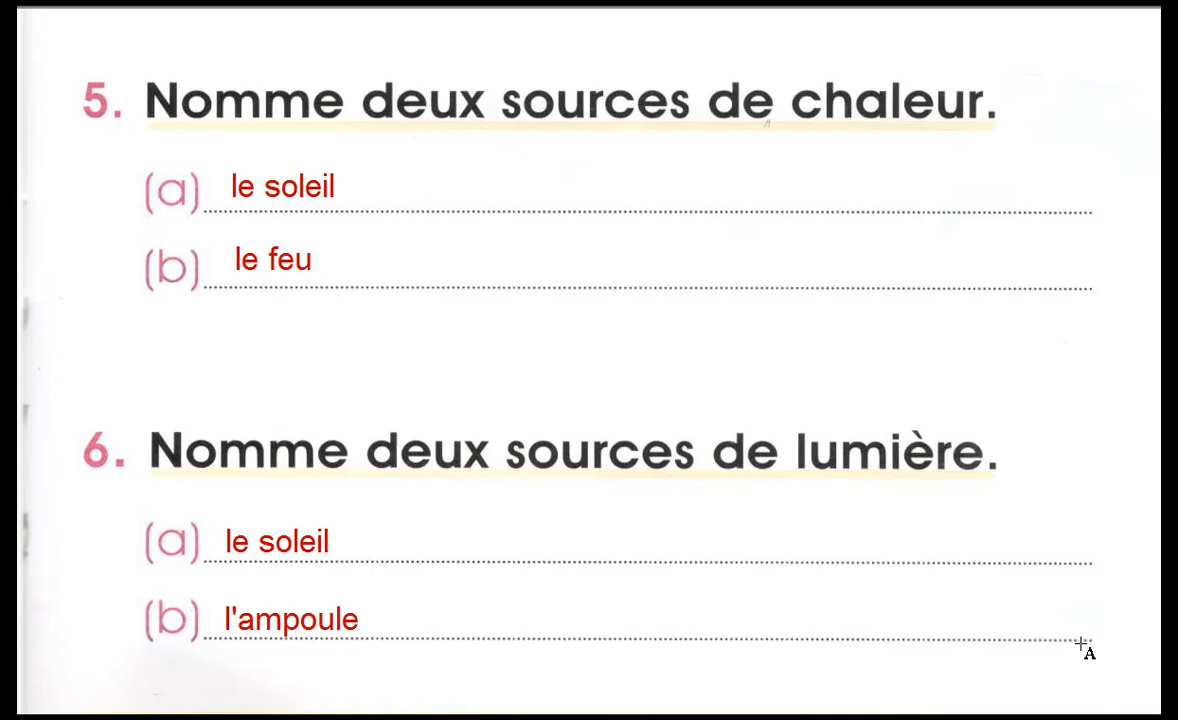 5. Nomme deux sources de chaleur.
(a) le soleil
(b) le feu
6. Nomme deux sources de lumière.
(a) le soleil
(b) l'ampoule
A